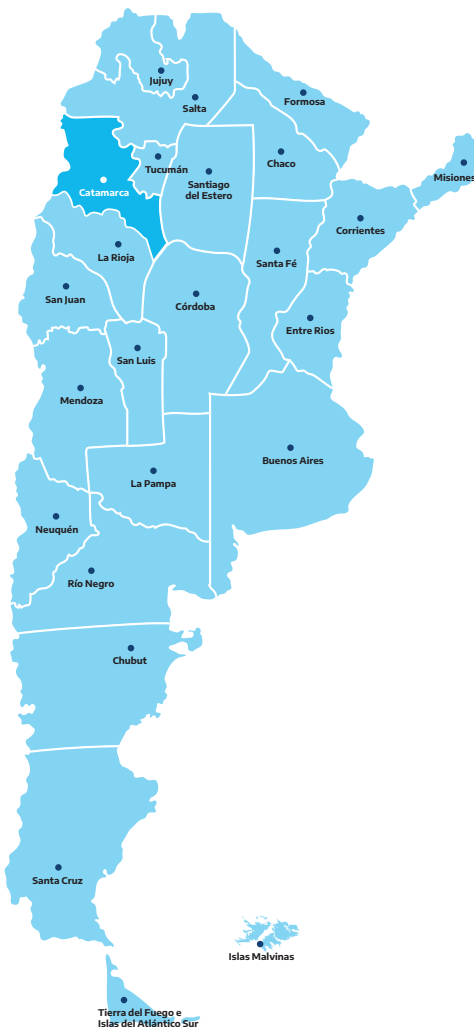 Jujuy
Salta
Formosa
Chaco
Tucumán
Santiago
del Estero
Misiones
Catamarca
Corrientes
La Rioja
Santa Fé
San Juan
Córdoba
Entre Rios
San Luis
Mendoza
Buenos Aires
La Pampa
Neuquén
Río Negro
Chubut
Santa Cruz
Islas Malvinas
Tierra del Fuego e
Islas del Atlántico Sur